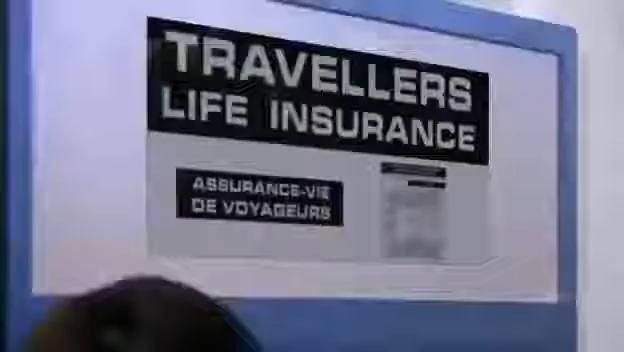 TRAVELLERS
LIFE INSURANCE
ASSURANCE-VIE
DE VOYAGEURS